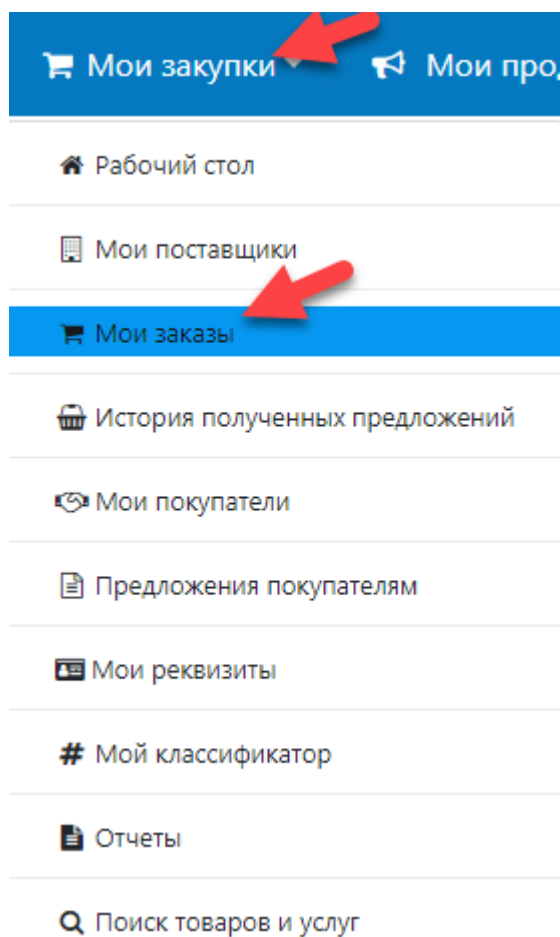 Мои закупки Мои про
Рабочий стол
Мои поставщики
Мои заказы
История полученных предложений
Мои покупатели
Предложения покупателям
Мои реквизиты
# Мой классификатор
Отчеты
Поиск товаров и услуг